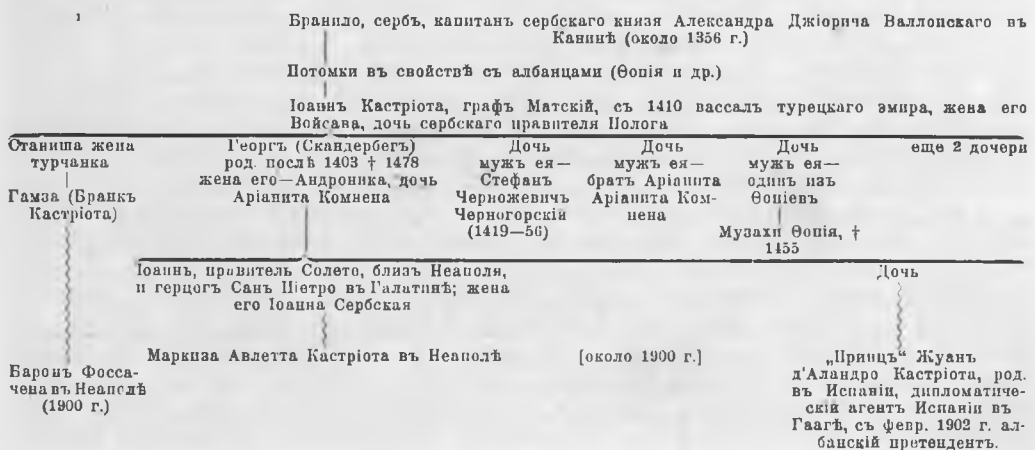 1
Бранило, сербъ, капитанъ сербскаго князя Александра Джіорича Валлонскаго въ
Канинѣ (около 1356 г.)
Потомки въ свойствѣ съ албанцами (Ѳопія и др.)
Іоаннъ Кастріота, графъ Матскій, съ 1410 вассалъ турецкаго эмира, жена его
Войсава, дочь сербскаго правителя Полога
Станиша жена
турчанка
Гамза (Бранкъ
Кастріота)
Георгъ (Скандербегъ)
род. послѣ 1403 † 1478
жена его—Андроника, дочь
Аріанита Комнена
Дочь
мужъ ея—
Стефанъ
Черножевичъ
Черногорскій
(1419—56)
Дочь
мужъ ея—
братъ Аріанита
Аріанита Ком-
нена
Дочь
мужъ ея—
одинъ изъ
Ѳопіевъ
Музахи Ѳопія, †
1455
еще 2 дочери
Іоаннъ, правитель Солето, близъ Неаполя,
и герцогъ Санъ Піетро въ Галатинѣ; жена
его Іоанна Сербская
Дочь
Баронъ Фосса-
чена въ Неаполѣ
(1900 г.)
Маркиза Авлетта Кастріота въ Неаполѣ
[около 1900 г.]
„Принцъ“ Жуанъ
д'Аландро Кастріота, род.
въ Испаніи, дипломатиче-
скій агентъ Испаніи въ
Гаагѣ, съ февр. 1902 г. ал-
банскій претендентъ.